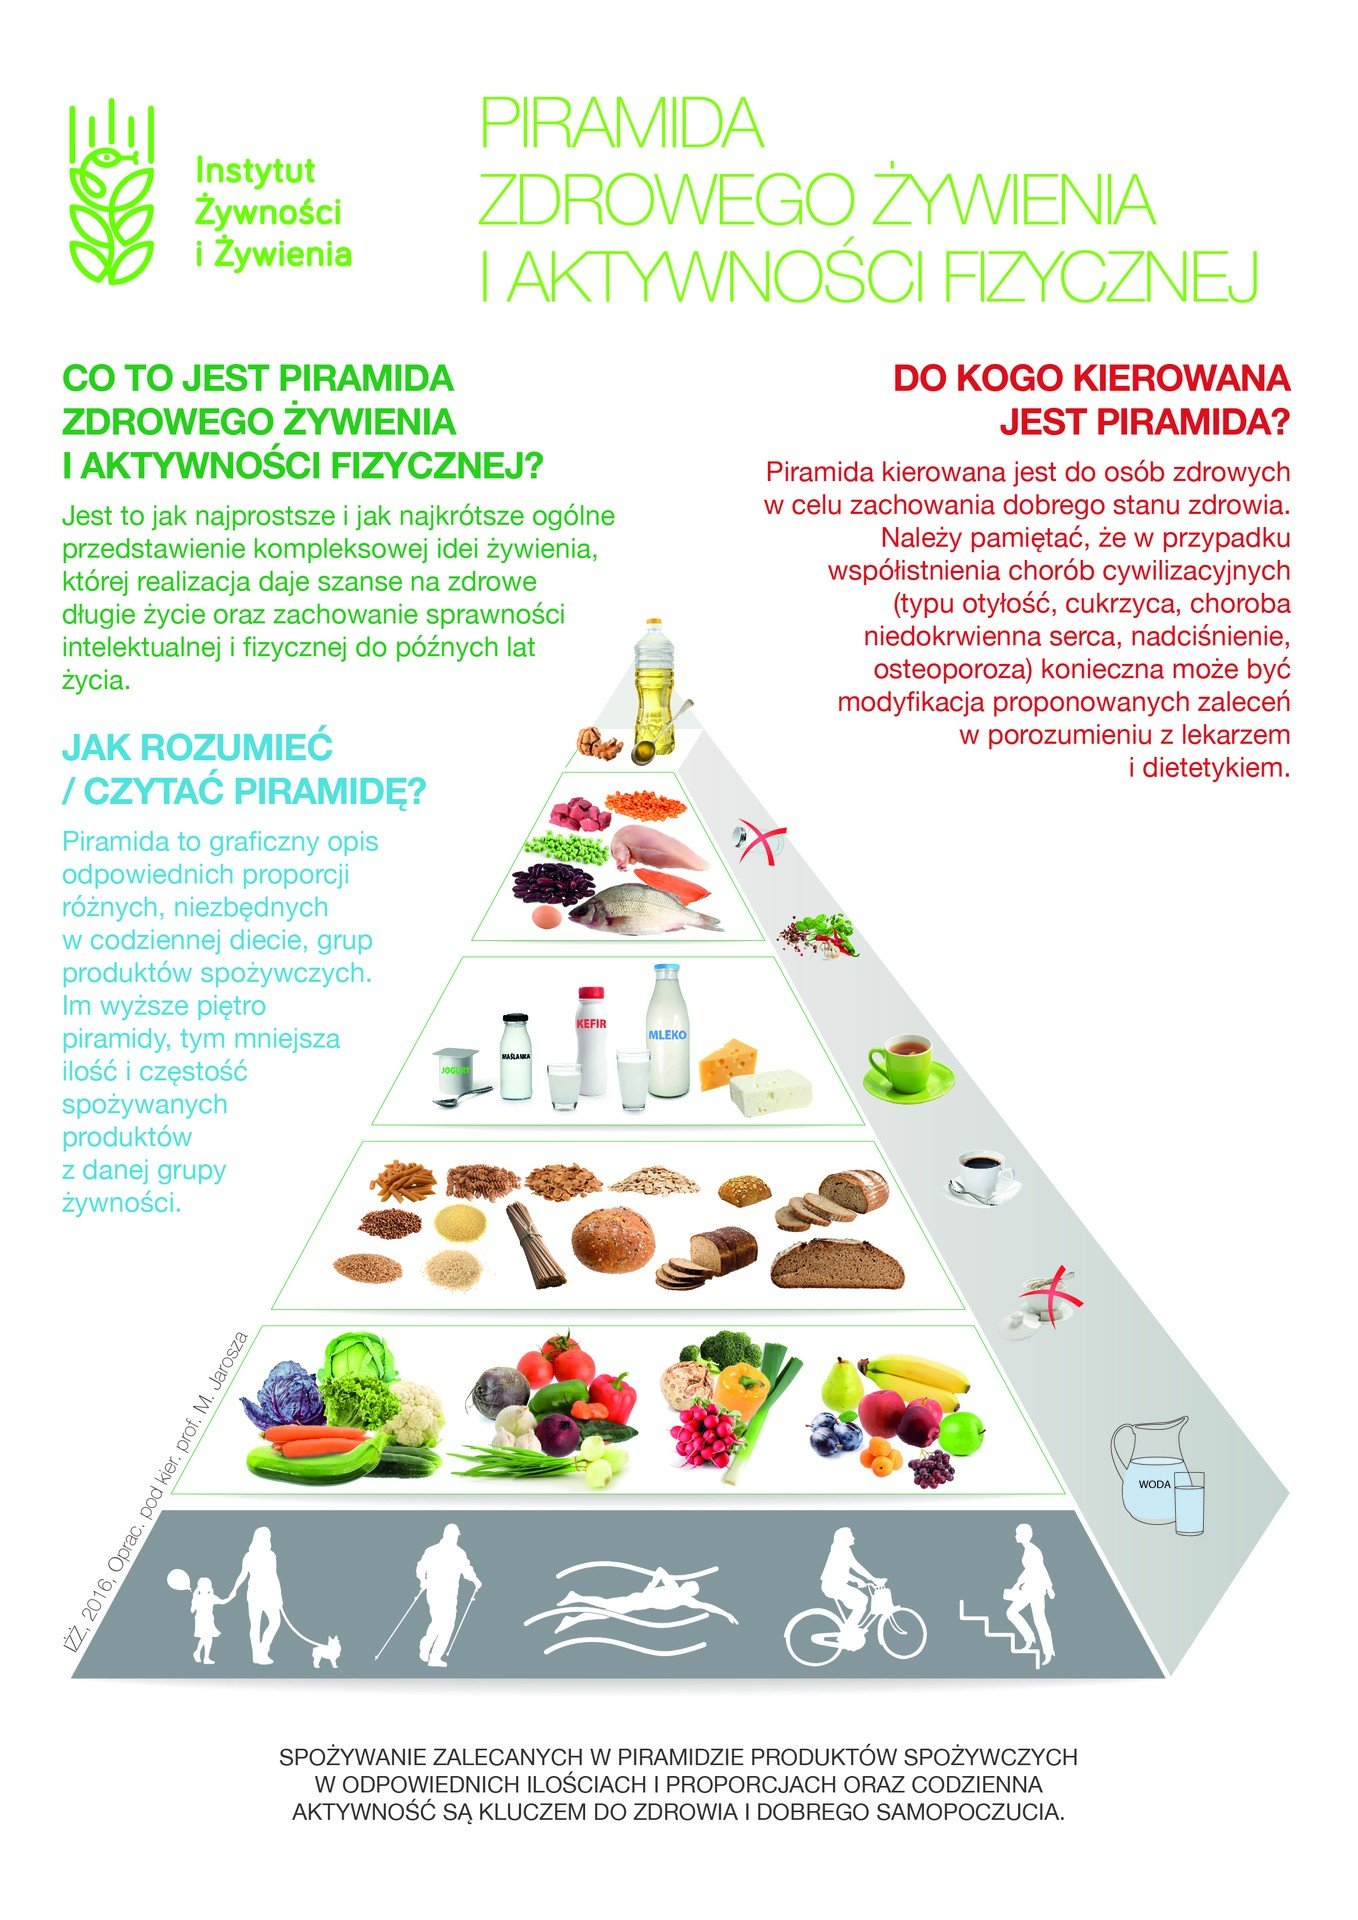 Instytut
Żywności
i Żywienia
PIRAMIDA
ZDROWEGO ŻYWIENIA
I AKTYWNOŚCI FIZYCZNEJ
CO TO JEST PIRAMIDA
ZDROWEGO ŻYWIENIA
I AKTYWNOŚCI FIZYCZNEJ?
Jest to jak najprostsze i jak najkrótsze ogólne
przedstawienie kompleksowej idei żywienia,
której realizacja daje szanse na zdrowe
długie życie oraz zachowanie sprawności
intelektualnej i fizycznej do późnych lat
życia.
DO KOGO KIEROWANA
JEST PIRAMIDA?
Piramida kierowana jest do osób zdrowych
w celu zachowania dobrego stanu zdrowia.
Należy pamiętać, że w przypadku
współistnienia chorób cywilizacyjnych
(typu otyłość, cukrzyca, choroba
niedokrwienna serca, nadciśnienie,
osteoporoza) konieczna może być
modyfikacja proponowanych zaleceń
w porozumieniu z lekarzem
i dietetykiem.
JAK ROZUMIEĆ
/ CZYTAĆ PIRAMIDĘ?
Piramida to graficzny opis
odpowiednich proporcji
różnych, niezbędnych
w codziennej diecie, grup
produktów spożywczych.
Im wyższe piętro
piramidy, tym mniejsza
ilość i częstość
spożywanych
produktów
z danej grupy
żywności.
JOGURT
MAŚLANKA
KEFIR
MLEKO
WODA
IŻŻ, 2016, Oprac. pod kier. prof. M. Jarosza
SPOŻYWANIE ZALECANYCH W PIRAMIDZIE PRODUKTÓW SPOŻYWCZYCH
W ODPOWIEDNICH ILOŚCIACH I PROPORCJACH ORAZ CODZIENNA
AKTYWNOŚĆ SĄ KLUCZEM DO ZDROWIA I DOBREGO SAMOPOCZUCIA.